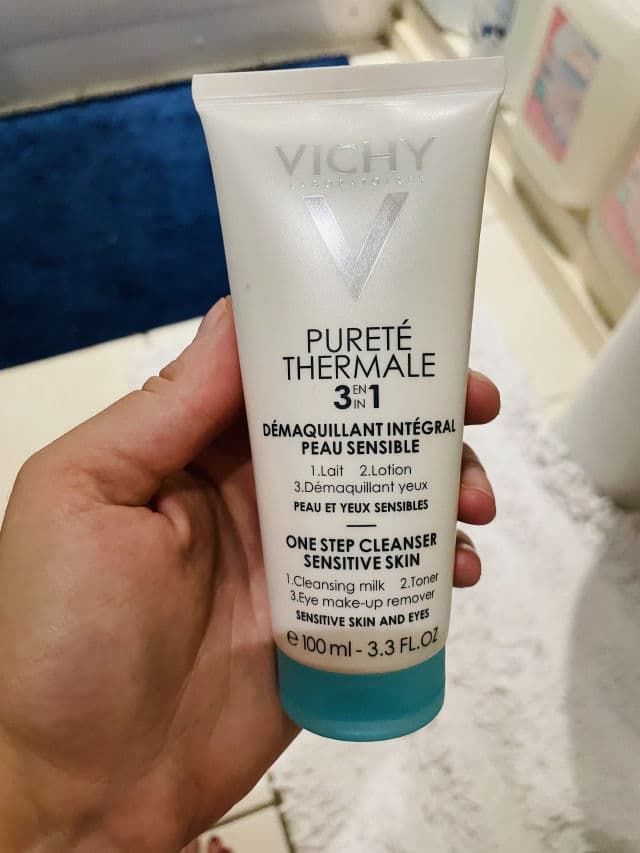 VICHY
LABORATOIRES
V
PURETÉ
THERMALE
3 EN IN 1
DÉMAQUILLANT INTÉGRAL
PEAU SENSIBLE
1.Lait 2.Lotion
3.Démaquillant yeux
PEAU ET YEUX SENSIBLES
ONE STEP CLEANSER
SENSITIVE SKIN
1.Cleansing milk 2.Toner
3.Eye make-up remover
SENSITIVE SKIN AND EYES
e 100 ml - 3.3 FL.OZ